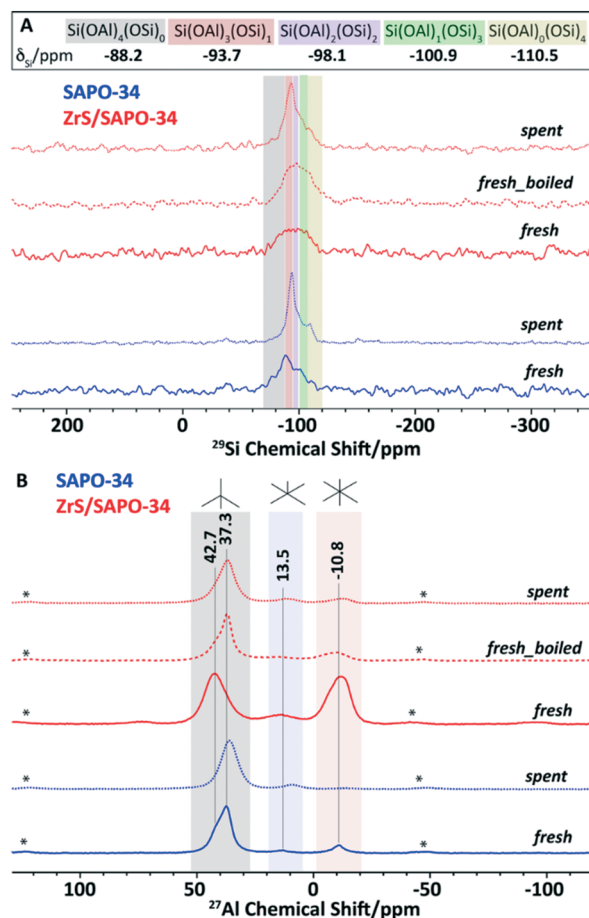 A
Si(OAl)₄(OSi)₀ Si(OAl)₃(OSi)₁ Si(OAl)₂(OSi)₂ Si(OAl)₁(OSi)₃ Si(OAl)₀(OSi)₄
δSi/ppm -88.2 -93.7 -98.1 -100.9 -110.5
SAPO-34
ZrS/SAPO-34
spent
fresh_boiled
fresh
spent
fresh
200 100 0 -100 -200 -300
²⁹Si Chemical Shift/ppm
B
SAPO-34
ZrS/SAPO-34
42.7 37.3 13.5 -10.8
* * spent
* * fresh_boiled
* * fresh
* * spent
* * fresh
100 50 0 -50 -100
²⁷Al Chemical Shift/ppm